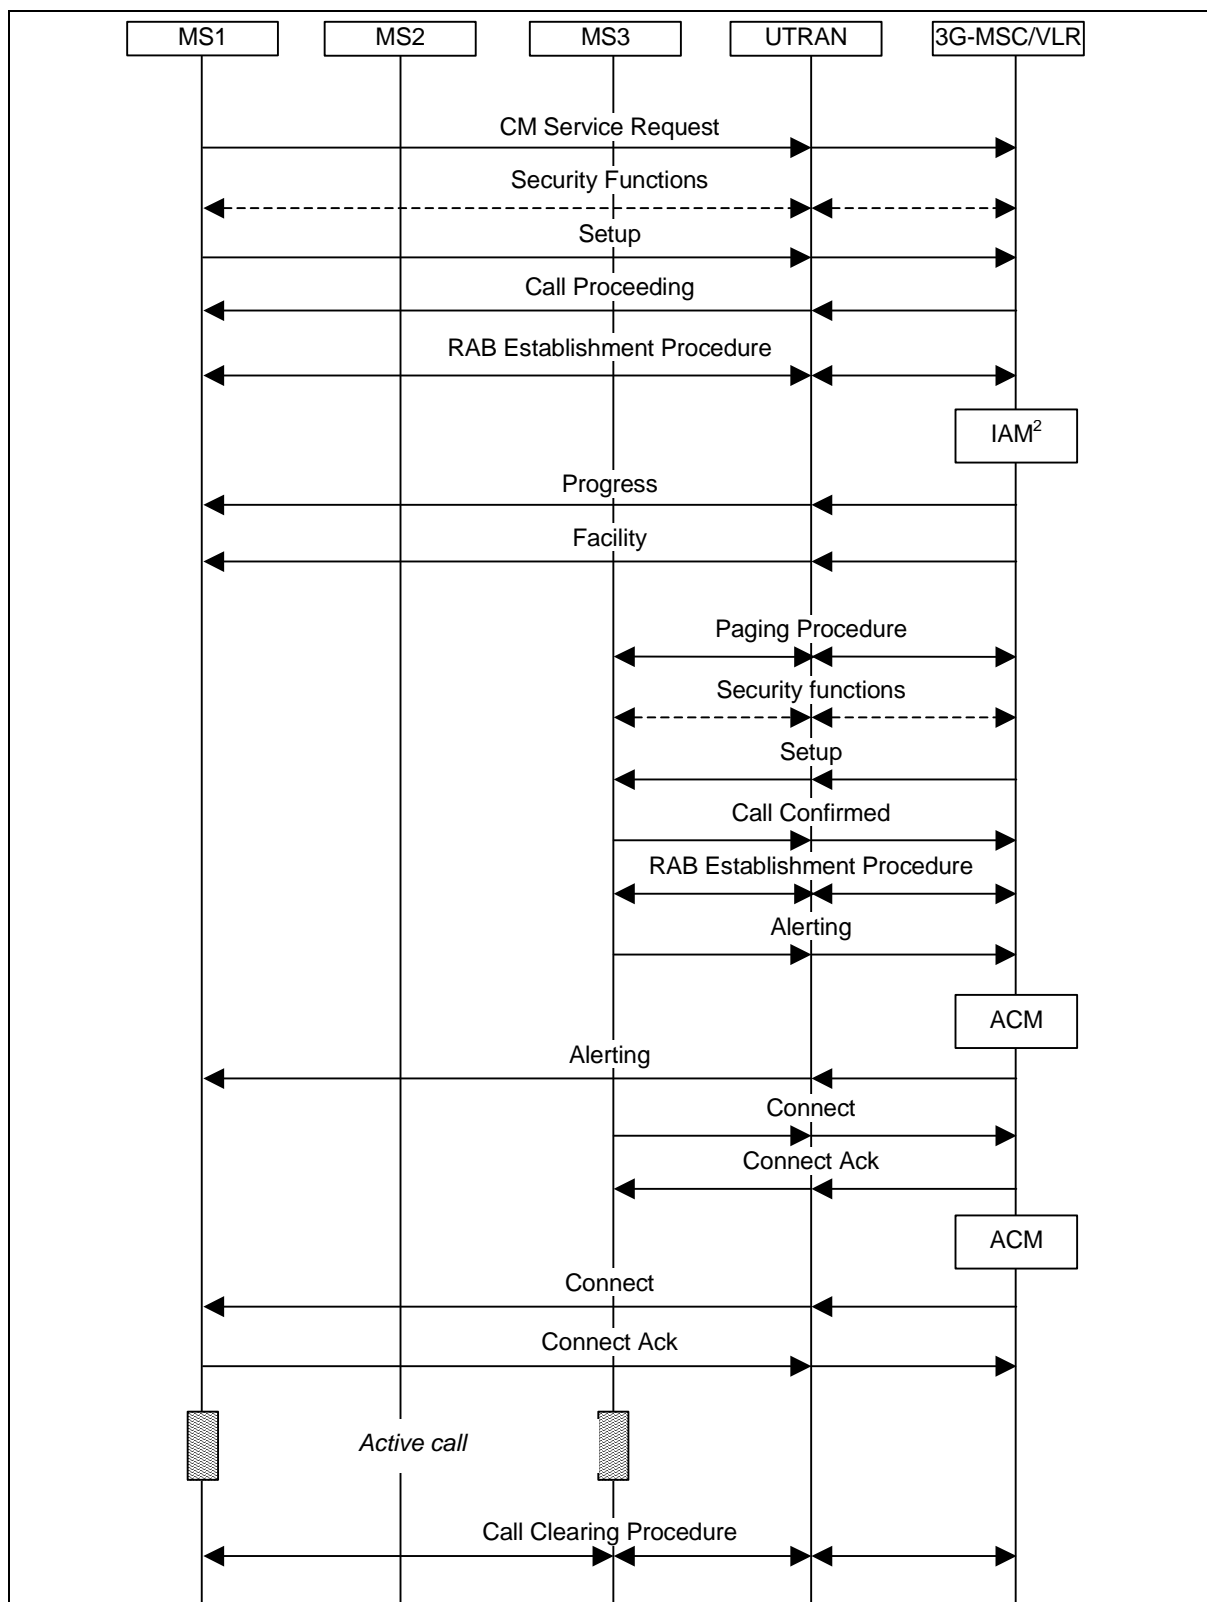 MS1 MS2 MS3 UTRAN 3G-MSC/VLR
CM Service Request
Security Functions
Setup
Call Proceeding
RAB Establishment Procedure
IAM²
Progress
Facility
Paging Procedure
Security functions
Setup
Call Confirmed
RAB Establishment Procedure
Alerting
ACM
Alerting
Connect
Connect Ack
ACM
Connect
Connect Ack
Active call
Call Clearing Procedure